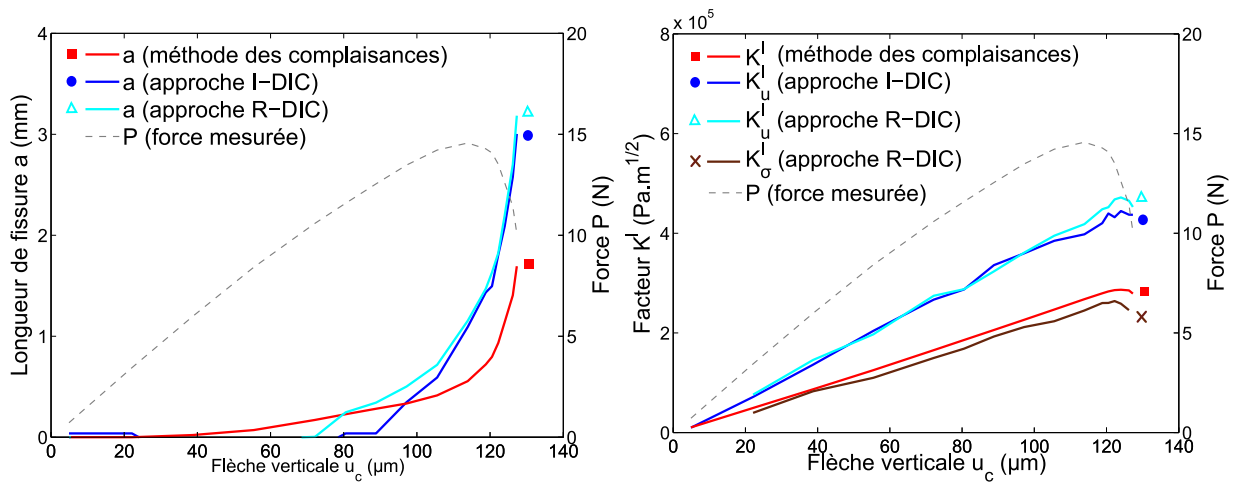 4
3
2
1
0
Longueur de fissure a (mm)
a (méthode des complaisances)
a (approche I−DIC)
a (approche R−DIC)
P (force mesurée)
20
15
10
5
0
Force P (N)
0 20 40 60 80 100 120 140
Flèche verticale u_c (µm)
x 10^5
8
6
4
2
0
Facteur K^I (Pa.m^1/2)
K^I (méthode des complaisances)
K_u^I (approche I−DIC)
K_u^I (approche R−DIC)
K_σ^I (approche R−DIC)
P (force mesurée)
20
15
10
5
0
Force P (N)
0 20 40 60 80 100 120 140
Flèche verticale u_c (µm)